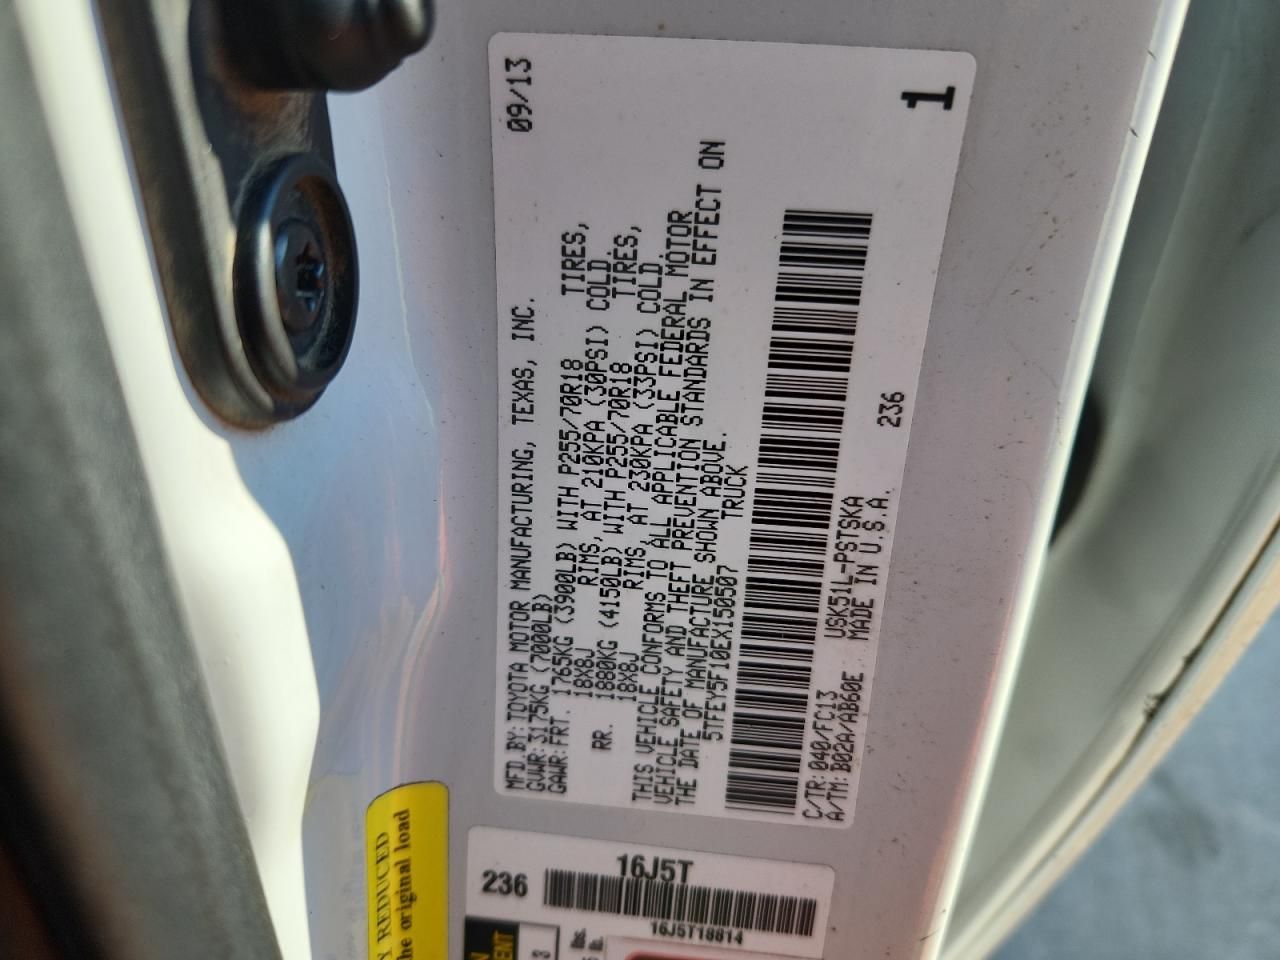 MFD.BY:TOYOTA MOTOR MANUFACTURING, TEXAS, INC. 09/13
GVWR:3175KG (7000LB)
GAWR:FRT. 1765KG (3900LB) WITH P255/70R18 TIRES,
18X8J RIMS, AT 210KPA (30PSI) COLD.
RR. 1880KG (4150LB) WITH P255/70R18 TIRES,
18X8J RIMS, AT 230KPA (33PSI) COLD.
THIS VEHICLE CONFORMS TO ALL APPLICABLE FEDERAL MOTOR
VEHICLE SAFETY AND THEFT PREVENTION STANDARDS IN EFFECT ON
THE DATE OF MANUFACTURE SHOWN ABOVE.
5TFEY5F10EX150507 TRUCK
C/TR:040/FC13 USK51L-PSTSKA 236
A/TM:B02A/AB60E MADE IN U.S.A.
1
REDUCED
the original load
16J5T
236
16J5T18814